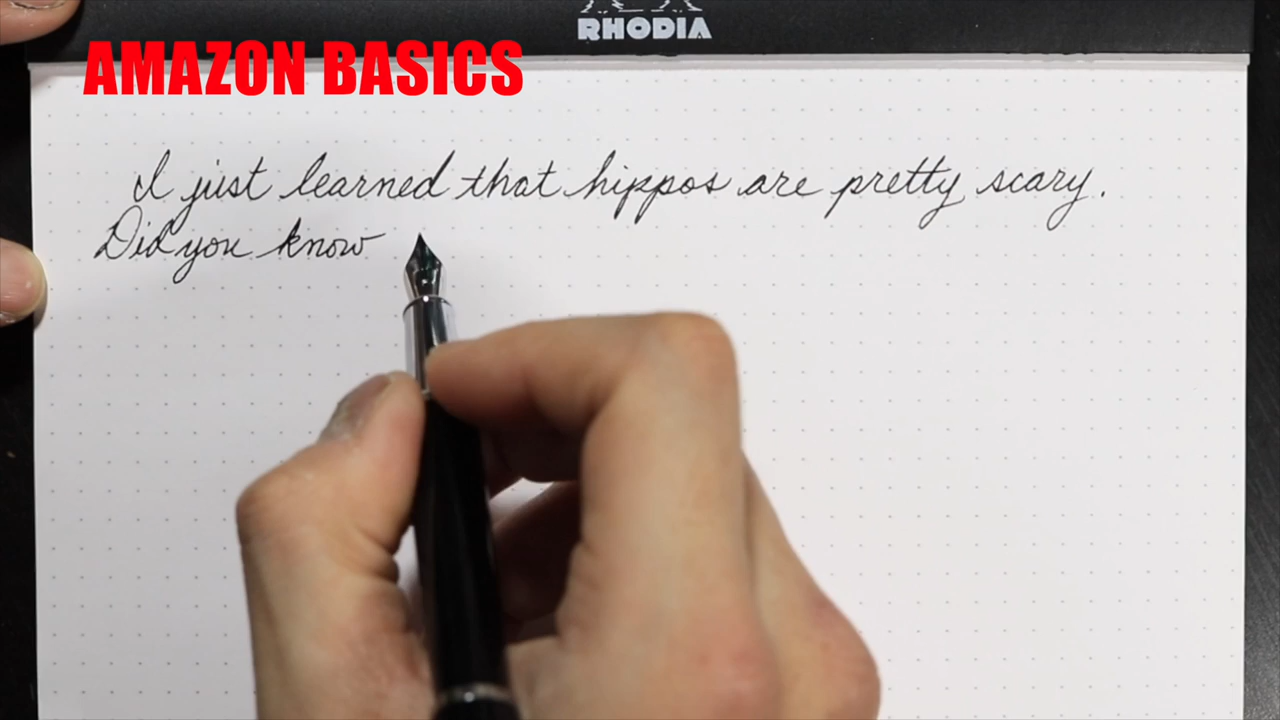 RHODIA
AMAZON BASICS
I just learned that hippos are pretty scary.
Did you know